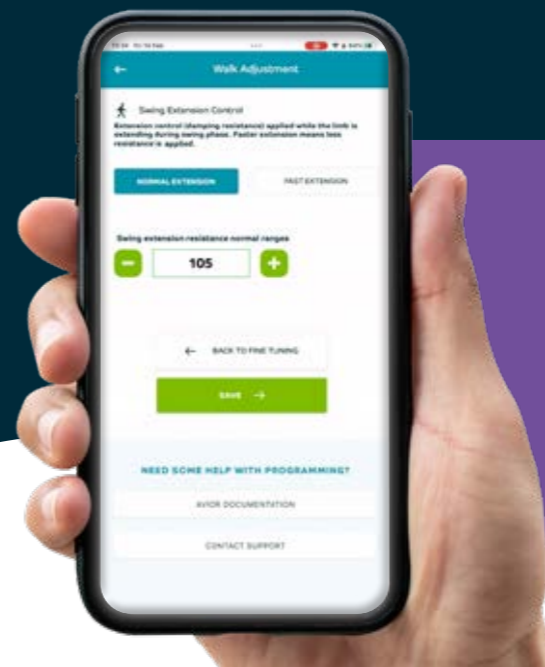 Walk Adjustment
Swing Extension Control
Extension control (damping resistance) applied while the limb is
extending during swing phase. Faster extension means less
resistance is applied.
NORMAL EXTENSION
FAST EXTENSION
Swing extension resistance normal ranges
105
BACK TO FINE TUNING
SAVE
NEED SOME HELP WITH PROGRAMMING?
AVIOR DOCUMENTATION
CONTACT SUPPORT